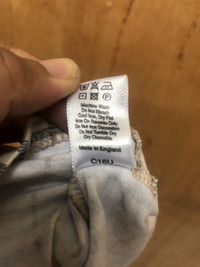 Machine Wash
Do Not Bleach
Cool Iron, Dry Flat
Iron On Reverse Only
Do Not Iron Decoration
Do Not Tumble Dry
Dry Cleanable
Made in England
C16U